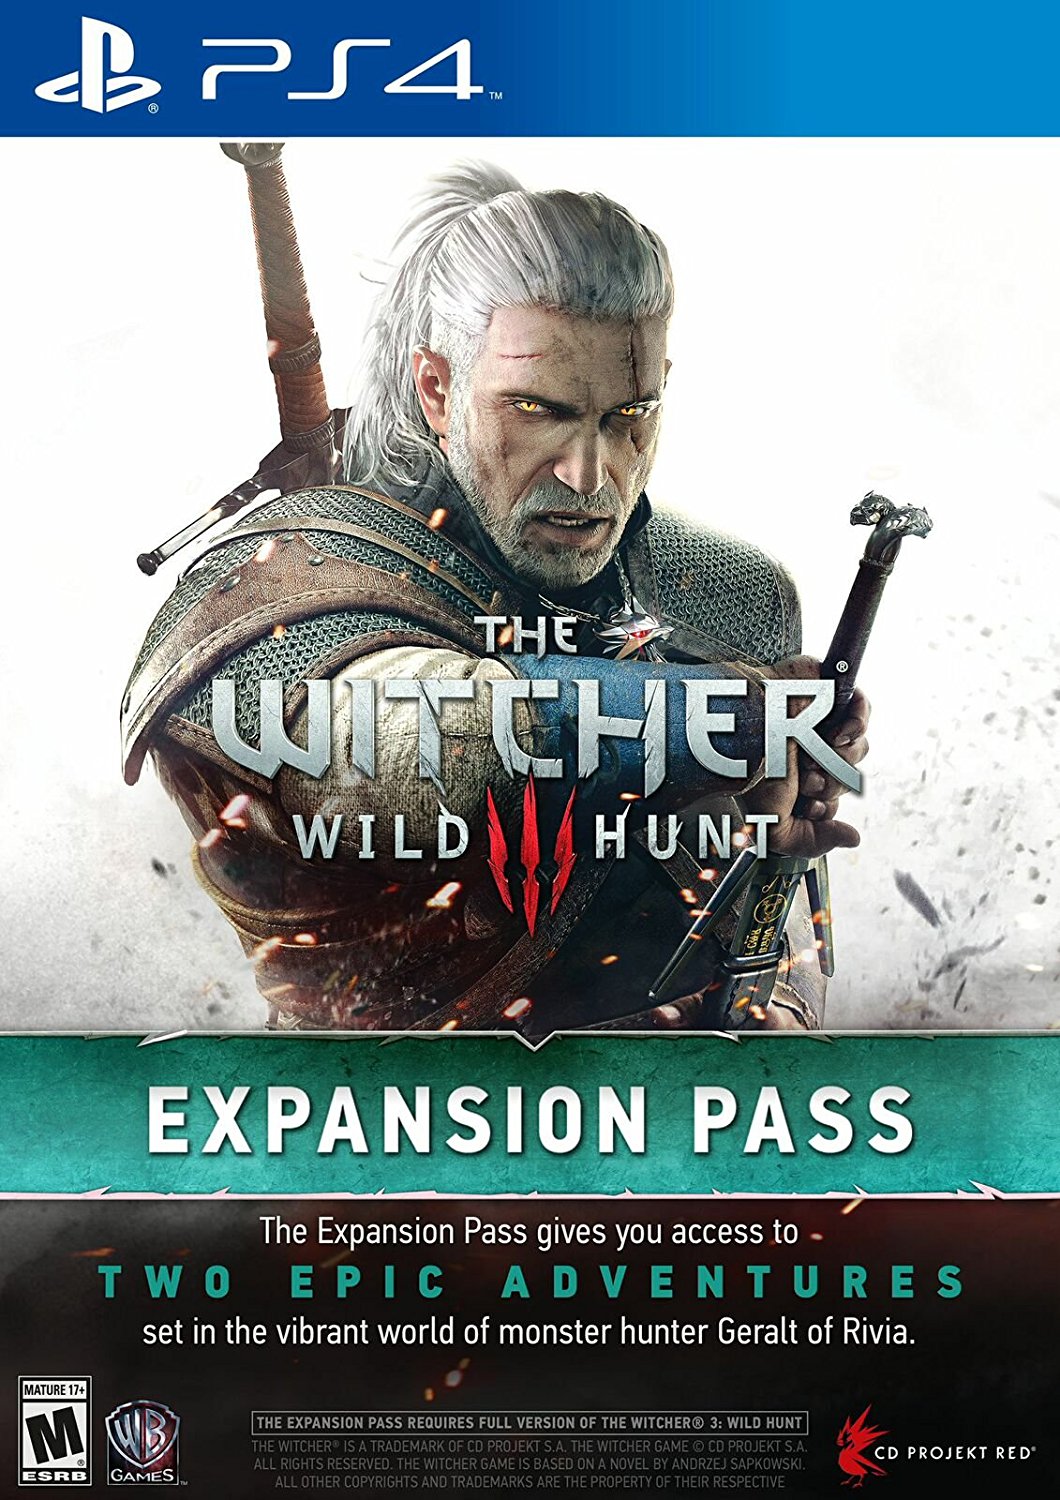 PS4™
THE
WITCHER®
WILD HUNT
EXPANSION PASS
The Expansion Pass gives you access to
TWO EPIC ADVENTURES
set in the vibrant world of monster hunter Geralt of Rivia.
MATURE 17+
M®
ESRB
WB
GAMES™
THE EXPANSION PASS REQUIRES FULL VERSION OF THE WITCHER® 3: WILD HUNT
THE WITCHER® IS A TRADEMARK OF CD PROJEKT S.A. THE WITCHER GAME © CD PROJEKT S.A.
ALL RIGHTS RESERVED. THE WITCHER GAME IS BASED ON A NOVEL BY ANDRZEJ SAPKOWSKI.
ALL OTHER COPYRIGHTS AND TRADEMARKS ARE THE PROPERTY OF THEIR RESPECTIVE
CD PROJEKT RED®